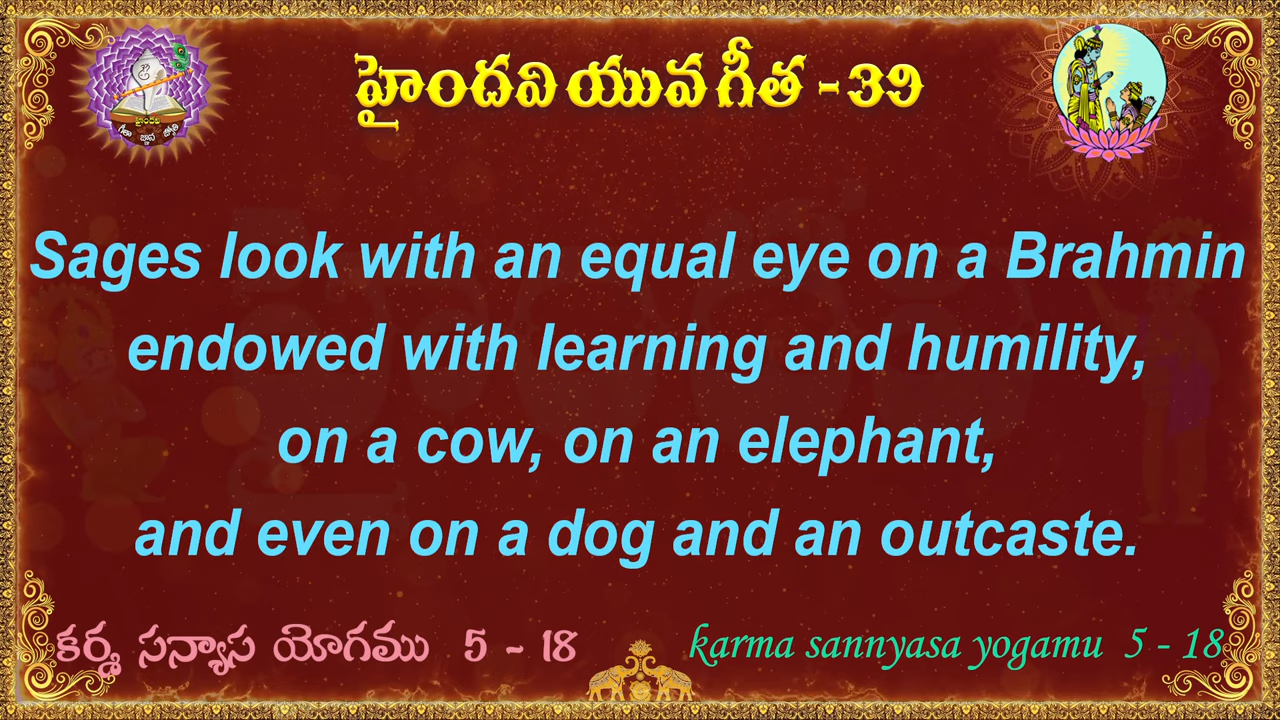 హైందవి యువ గీత - 39
హైందవి
గీతా జ్ఞాన జ్యోతి
Sages look with an equal eye on a Brahmin
endowed with learning and humility,
on a cow, on an elephant,
and even on a dog and an outcaste.
కర్మ సన్యాస యోగము 5 - 18
karma sannyasa yogamu 5 - 18